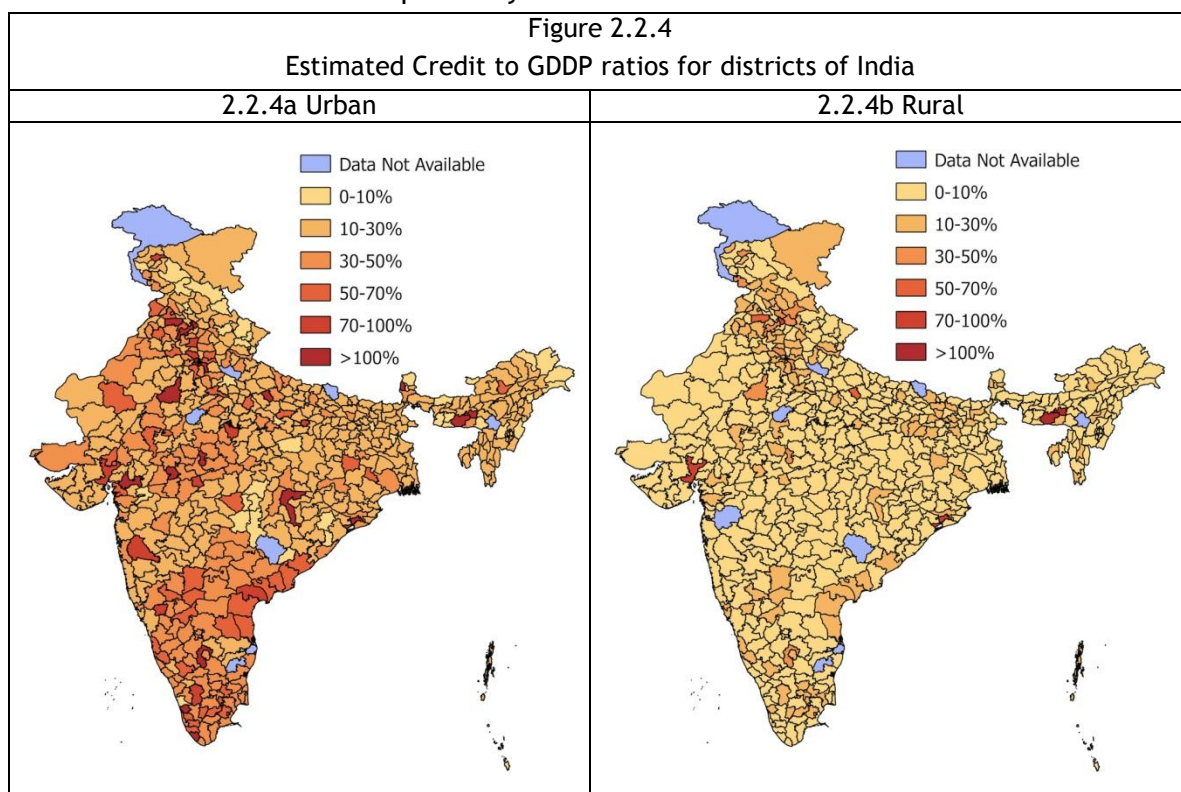 Figure 2.2.4
Estimated Credit to GDDP ratios for districts of India
2.2.4a Urban
2.2.4b Rural
Data Not Available
0-10%
10-30%
30-50%
50-70%
70-100%
>100%
Data Not Available
0-10%
10-30%
30-50%
50-70%
70-100%
>100%